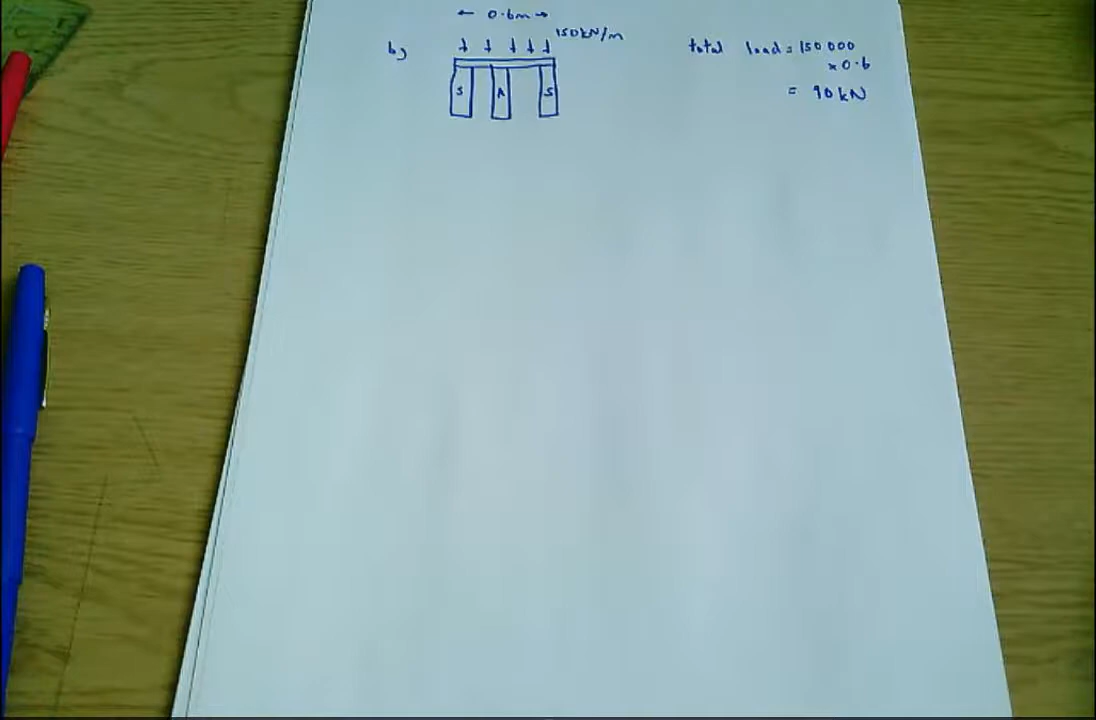 ← 0.6m →
150kN/m
b)
S A S
total load = 150 000
× 0.6
= 90 kN